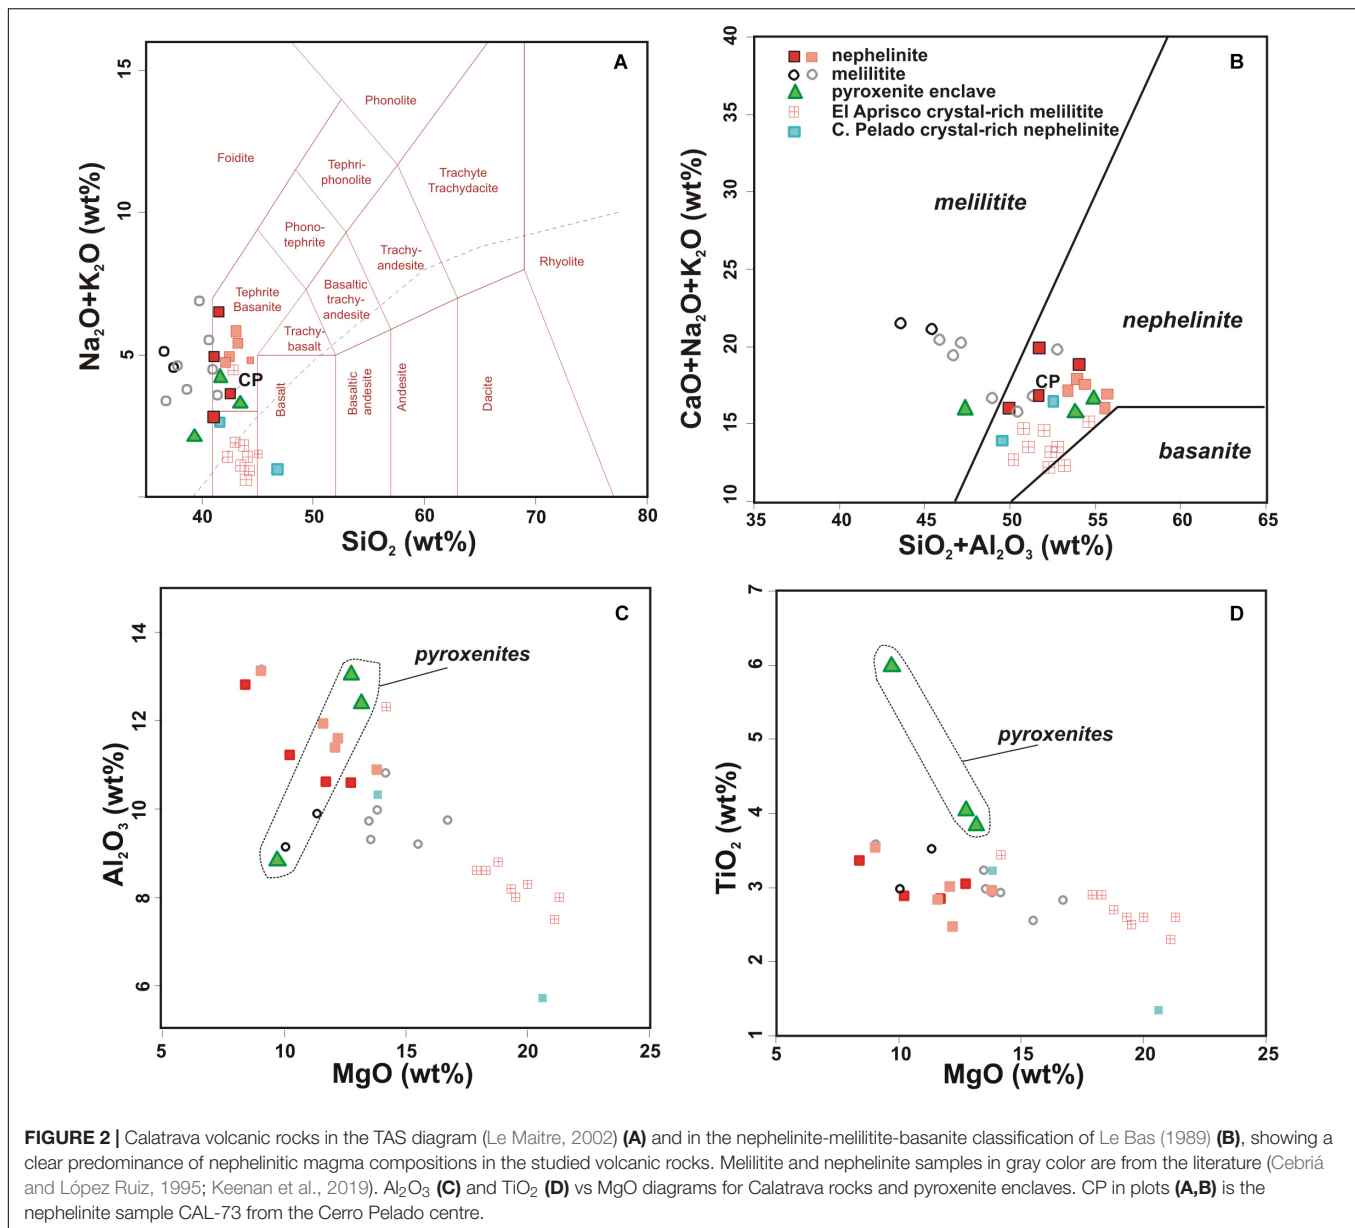 A
15
10
5
Na₂O+K₂O (wt%)
Phonolite
Foidite
Tephri-
phonolite
Trachyte
Trachydacite
Phono-
tephrite
Trachy-
andesite
Rhyolite
Tephrite
Basanite
Basaltic
trachy-
andesite
Trachy-
basalt
CP
Basalt
Basaltic
andesite
Andesite
Dacite
40 50 60 70 80
SiO₂ (wt%)
B
40
35
30
25
20
15
10
CaO+Na₂O+K₂O (wt%)
nephelinite
melilitite
pyroxenite enclave
El Aprisco crystal-rich melilitite
C. Pelado crystal-rich nephelinite
melilitite
nephelinite
CP
basanite
35 40 45 50 55 60 65
SiO₂+Al₂O₃ (wt%)
C
14
12
10
8
6
Al₂O₃ (wt%)
pyroxenites
5 10 15 20 25
MgO (wt%)
D
7
6
5
4
3
2
1
TiO₂ (wt%)
pyroxenites
5 10 15 20 25
MgO (wt%)
FIGURE 2 | Calatrava volcanic rocks in the TAS diagram (Le Maitre, 2002) (A) and in the nephelinite-melilitite-basanite classification of Le Bas (1989) (B), showing a
clear predominance of nephelinitic magma compositions in the studied volcanic rocks. Melilitite and nephelinite samples in gray color are from the literature (Cebriá
and López Ruiz, 1995; Keenan et al., 2019). Al₂O₃ (C) and TiO₂ (D) vs MgO diagrams for Calatrava rocks and pyroxenite enclaves. CP in plots (A,B) is the
nephelinite sample CAL-73 from the Cerro Pelado centre.